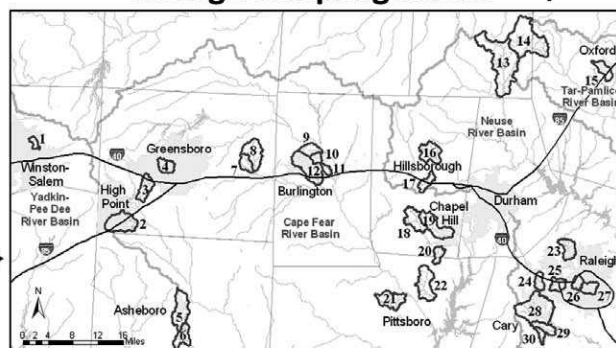 14
Oxford
13
15
Tar-Pamlico
River Basin
Neuse
River Basin
85
1
Winston-
Salem
40
Greensboro
4
7
8
9
10
11
12
Burlington
16
Hillsborough
17
Durham
High
Point
3
2
Yadkin-
Pee Dee
River Basin
85
Cape Fear
River Basin
Chapel
Hill
18
19
40
20
22
21
Pittsboro
23
Raleigh
24
25
26
27
28
29
30
Cary
Asheboro
5
6
N
0 2 4 8 12 16
Miles